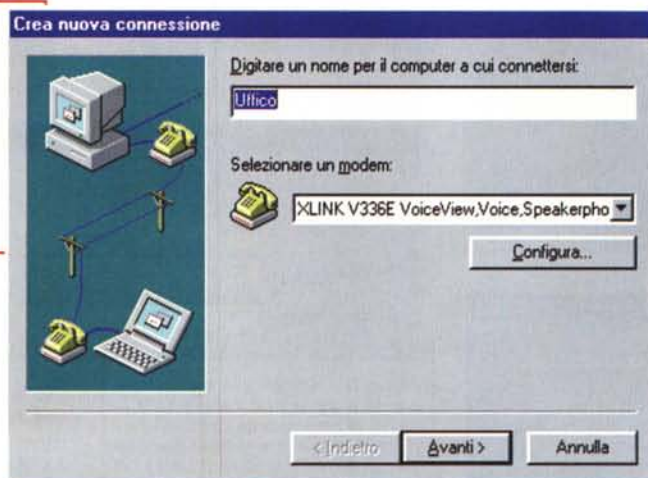 Crea nuova connessione
Digitare un nome per il computer a cui connettersi:
Uffico
Selezionare un modem:
XLINK V336E VoiceView,Voice,Speakerpho
Configura...
< Indietro
Avanti >
Annulla